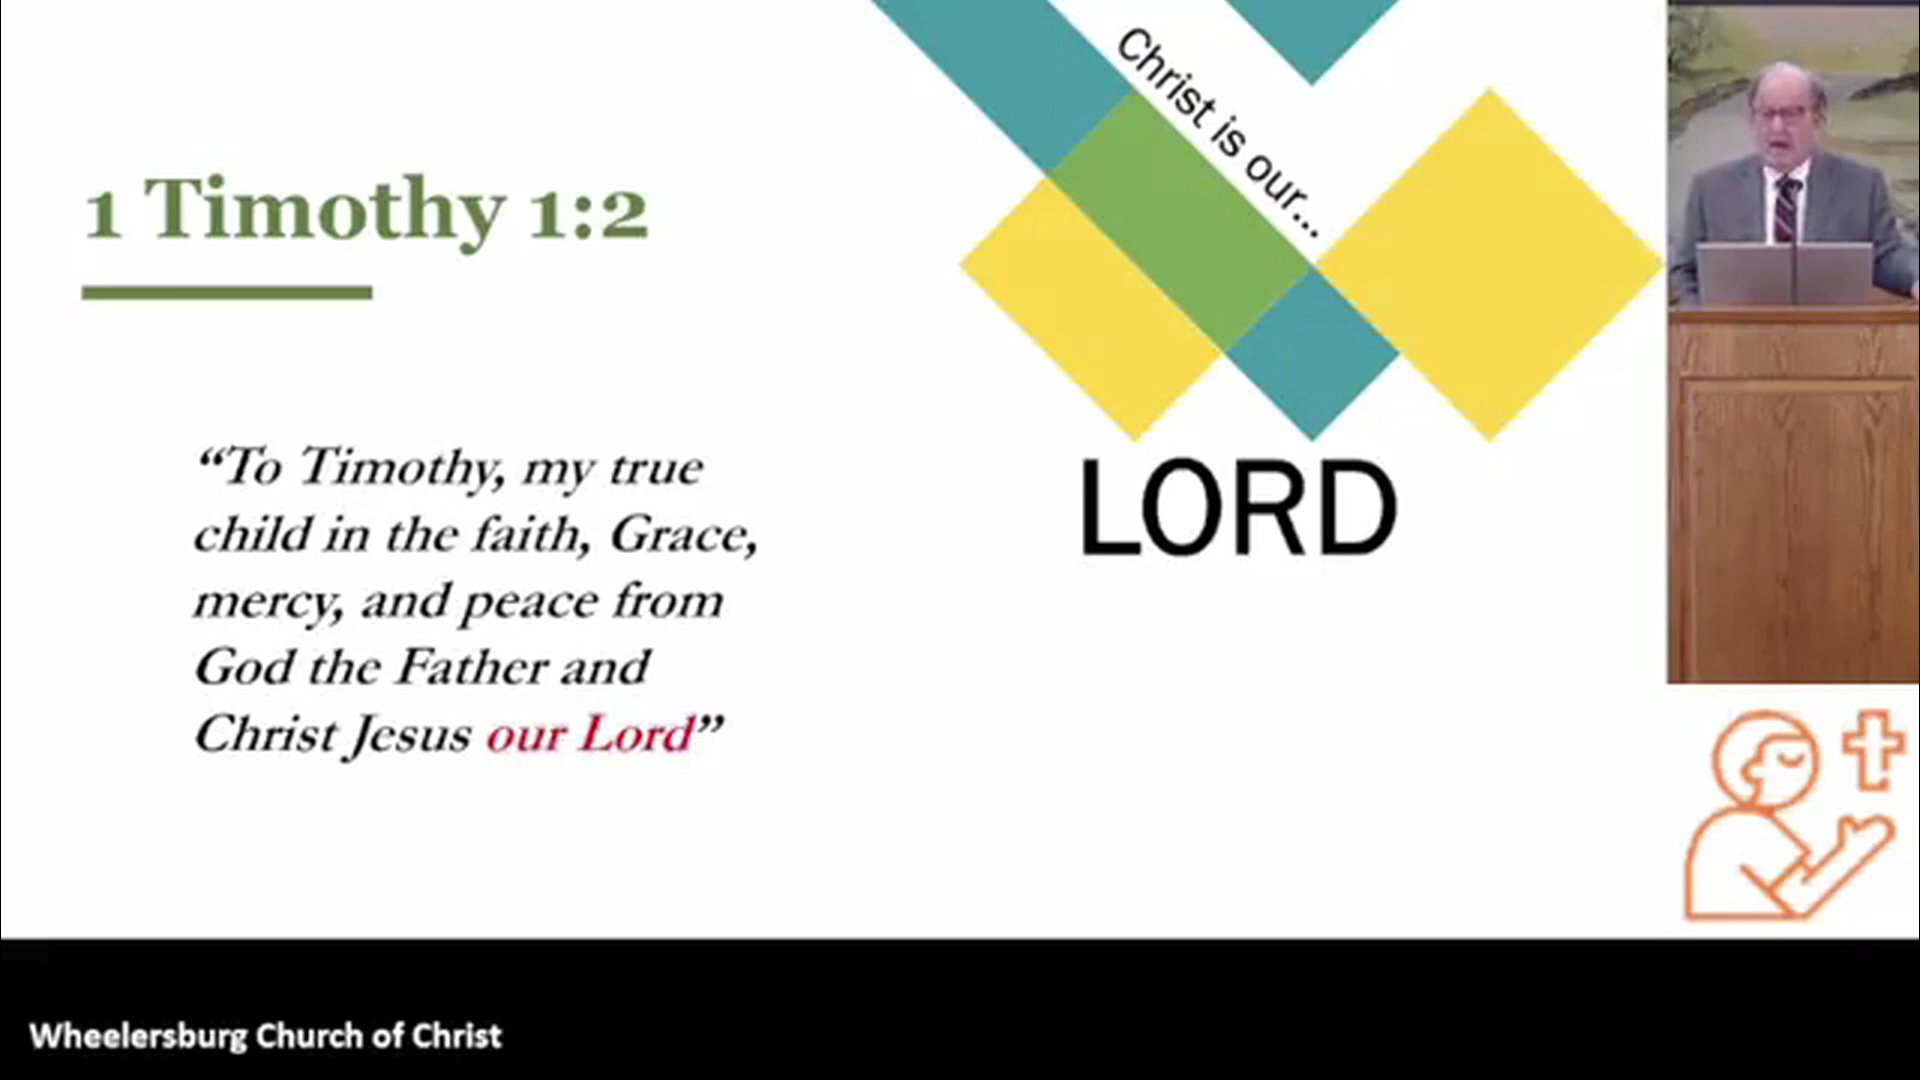 1 Timothy 1:2
“To Timothy, my true
child in the faith, Grace,
mercy, and peace from
God the Father and
Christ Jesus our Lord”
Christ is our...
LORD
Wheelersburg Church of Christ